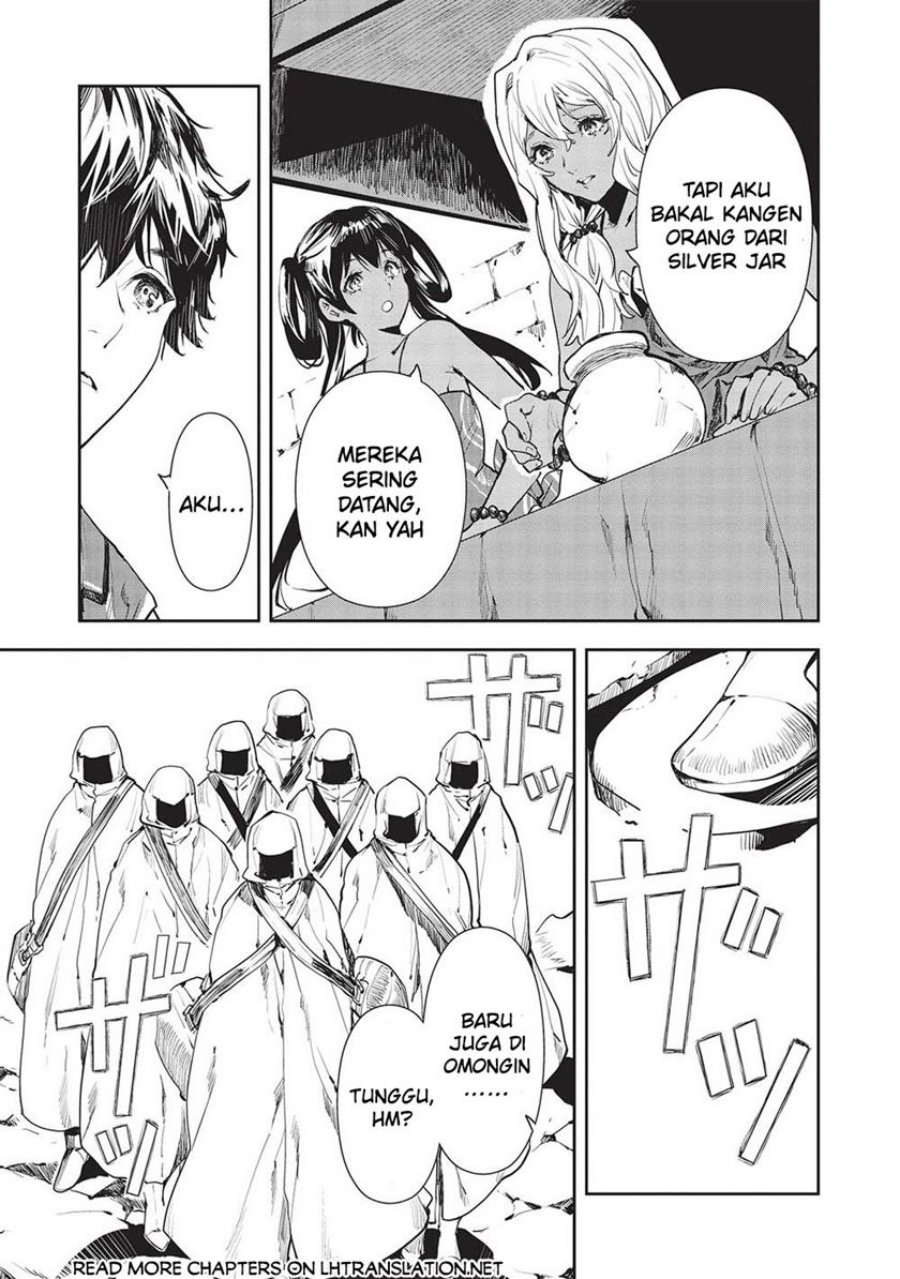 TAPI AKU
BAKAL KANGEN
ORANG DARI
SILVER JAR
MEREKA
SERING
DATANG,
KAN YAH
AKU...
ザッ
ザッ
ザッ
BARU
JUGA DI
OMONGIN
......
TUNGGU,
HM?
READ MORE CHAPTERS ON LHTRANSLATION.NET